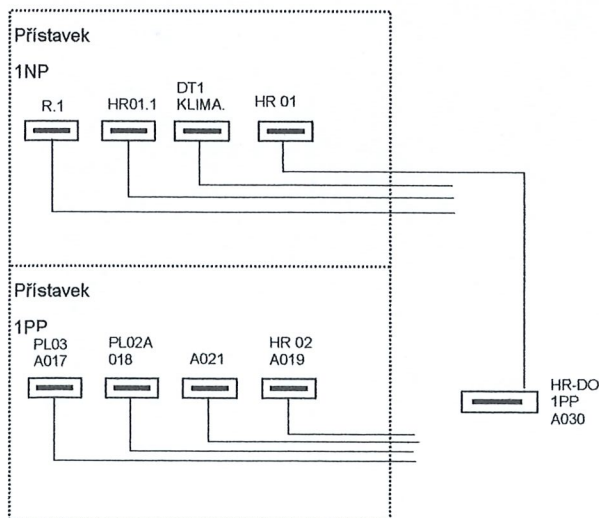 Přístavek
1NP
R.1
HR01.1
DT1
KLIMA.
HR 01
Přístavek
1PP
PL03
A017
PL02A
018
A021
HR 02
A019
HR-DO
1PP
A030